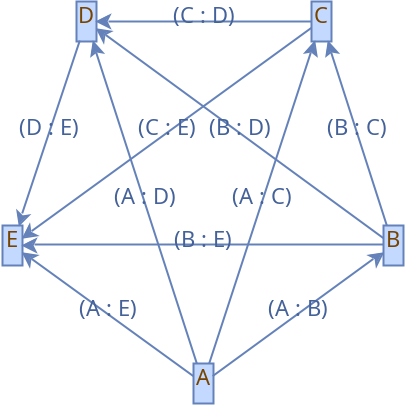 D
(C : D)
C
(D : E)
(C : E)
(B : D)
(B : C)
(A : D)
(A : C)
E
(B : E)
B
(A : E)
(A : B)
A